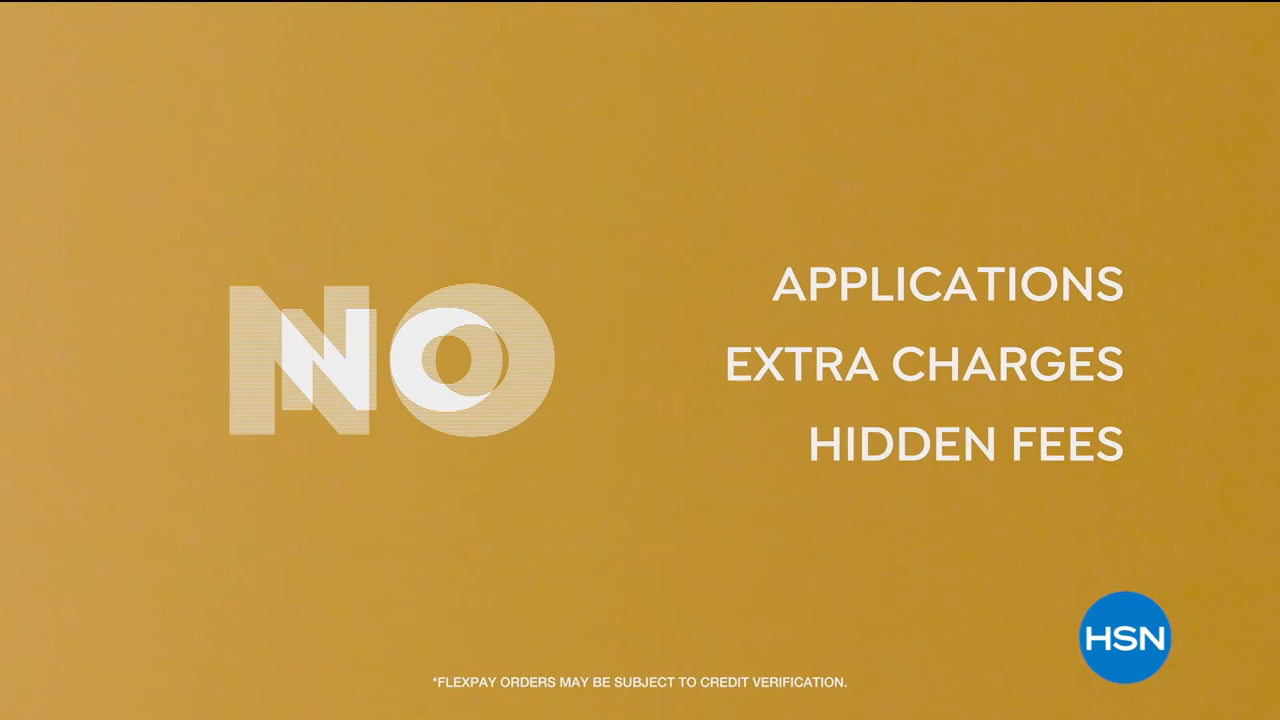 NO
APPLICATIONS
EXTRA CHARGES
HIDDEN FEES
HSN
*FLEXPAY ORDERS MAY BE SUBJECT TO CREDIT VERIFICATION.